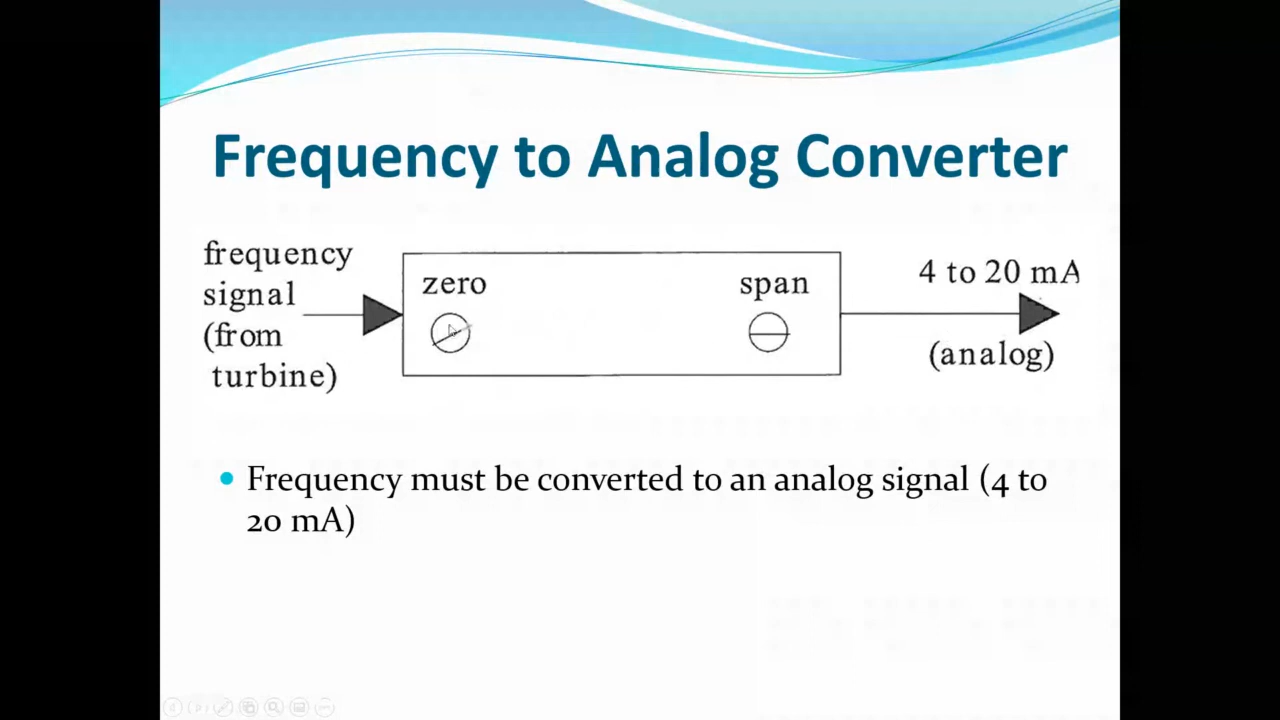 Frequency to Analog Converter
frequency
signal
(from
turbine)
zero
span
4 to 20 mA
(analog)
Frequency must be converted to an analog signal (4 to
20 mA)